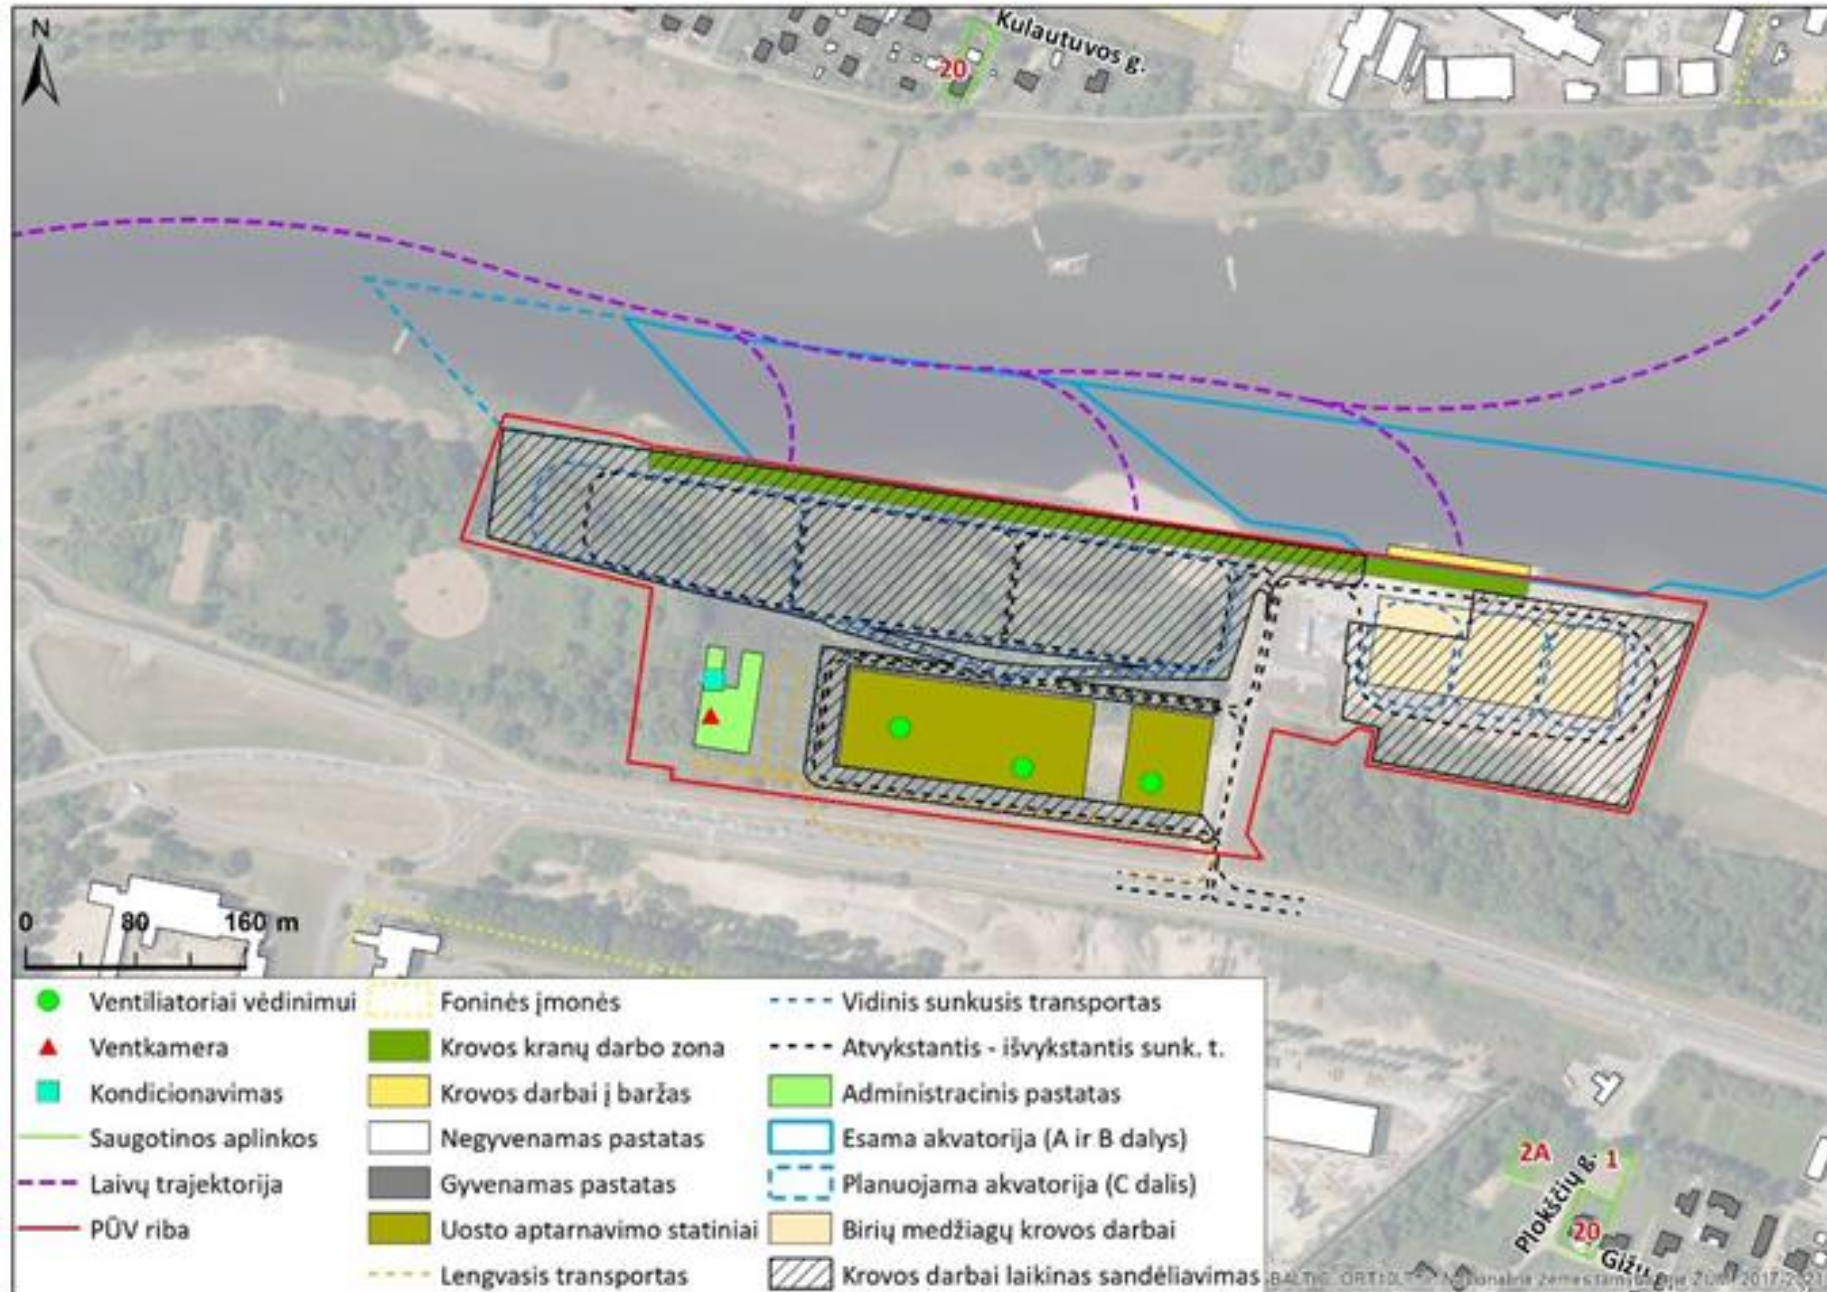 N
Kulautuvos g.
20
0 80 160 m
Ventiliatoriai vėdinimui
Ventkamera
Kondicionavimas
Saugotinos aplinkos
Laivų trajektorija
PŪV riba
Foninės įmonės
Krovos kranų darbo zona
Krovos darbai į baržas
Negyvenamas pastatas
Gyvenamas pastatas
Uosto aptarnavimo statiniai
Lengvasis transportas
Vidinis sunkusis transportas
Atvykstantis - išvykstantis sunk. t.
Administracinis pastatas
Esama akvatorija (A ir B dalys)
Planuojama akvatorija (C dalis)
Birių medžiagų krovos darbai
Krovos darbai laikinas sandėliavimas
2A
1
Plokščių g.
20
Gižų g.